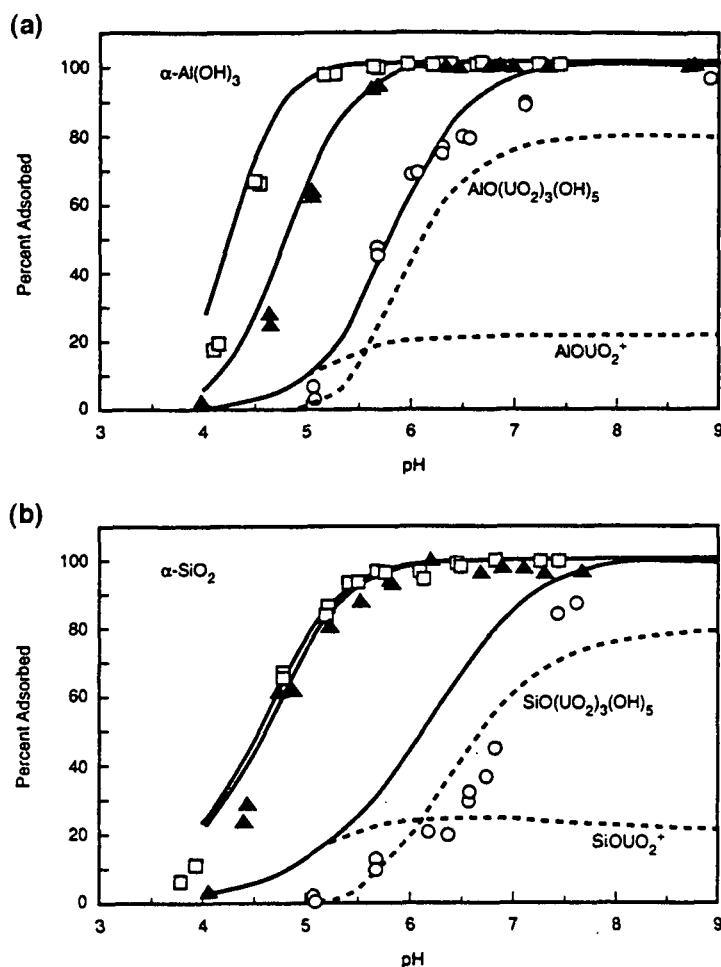 (a)
α-Al(OH)₃
100
80
60
40
20
0
Percent Adsorbed
AlO(UO₂)₃(OH)₅
AlOUO₂⁺
3 4 5 6 7 8 9
pH
(b)
α-SiO₂
100
80
60
40
20
0
Percent Adsorbed
SiO(UO₂)₃(OH)₅
SiOUO₂⁺
3 4 5 6 7 8 9
pH